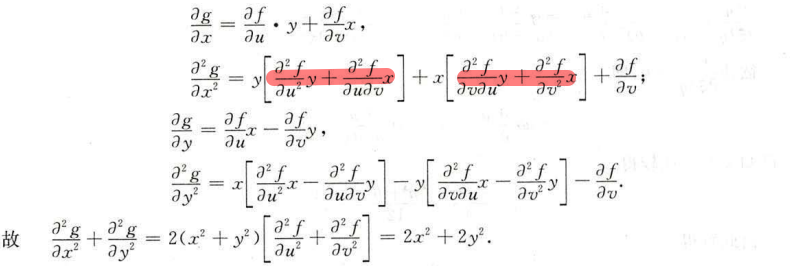 ∂g/∂x = ∂f/∂u · y + ∂f/∂v x,
∂²g/∂x² = y[∂²f/∂u² y + ∂²f/∂u∂v x] + x[∂²f/∂v∂u y + ∂²f/∂v² x] + ∂f/∂v;
∂g/∂y = ∂f/∂u x − ∂f/∂v y,
∂²g/∂y² = x[∂²f/∂u² x − ∂²f/∂u∂v y] − y[∂²f/∂v∂u x − ∂²f/∂v² y] − ∂f/∂v.
故 ∂²g/∂x² + ∂²g/∂y² = 2(x² + y²)[∂²f/∂u² + ∂²f/∂v²] = 2x² + 2y².